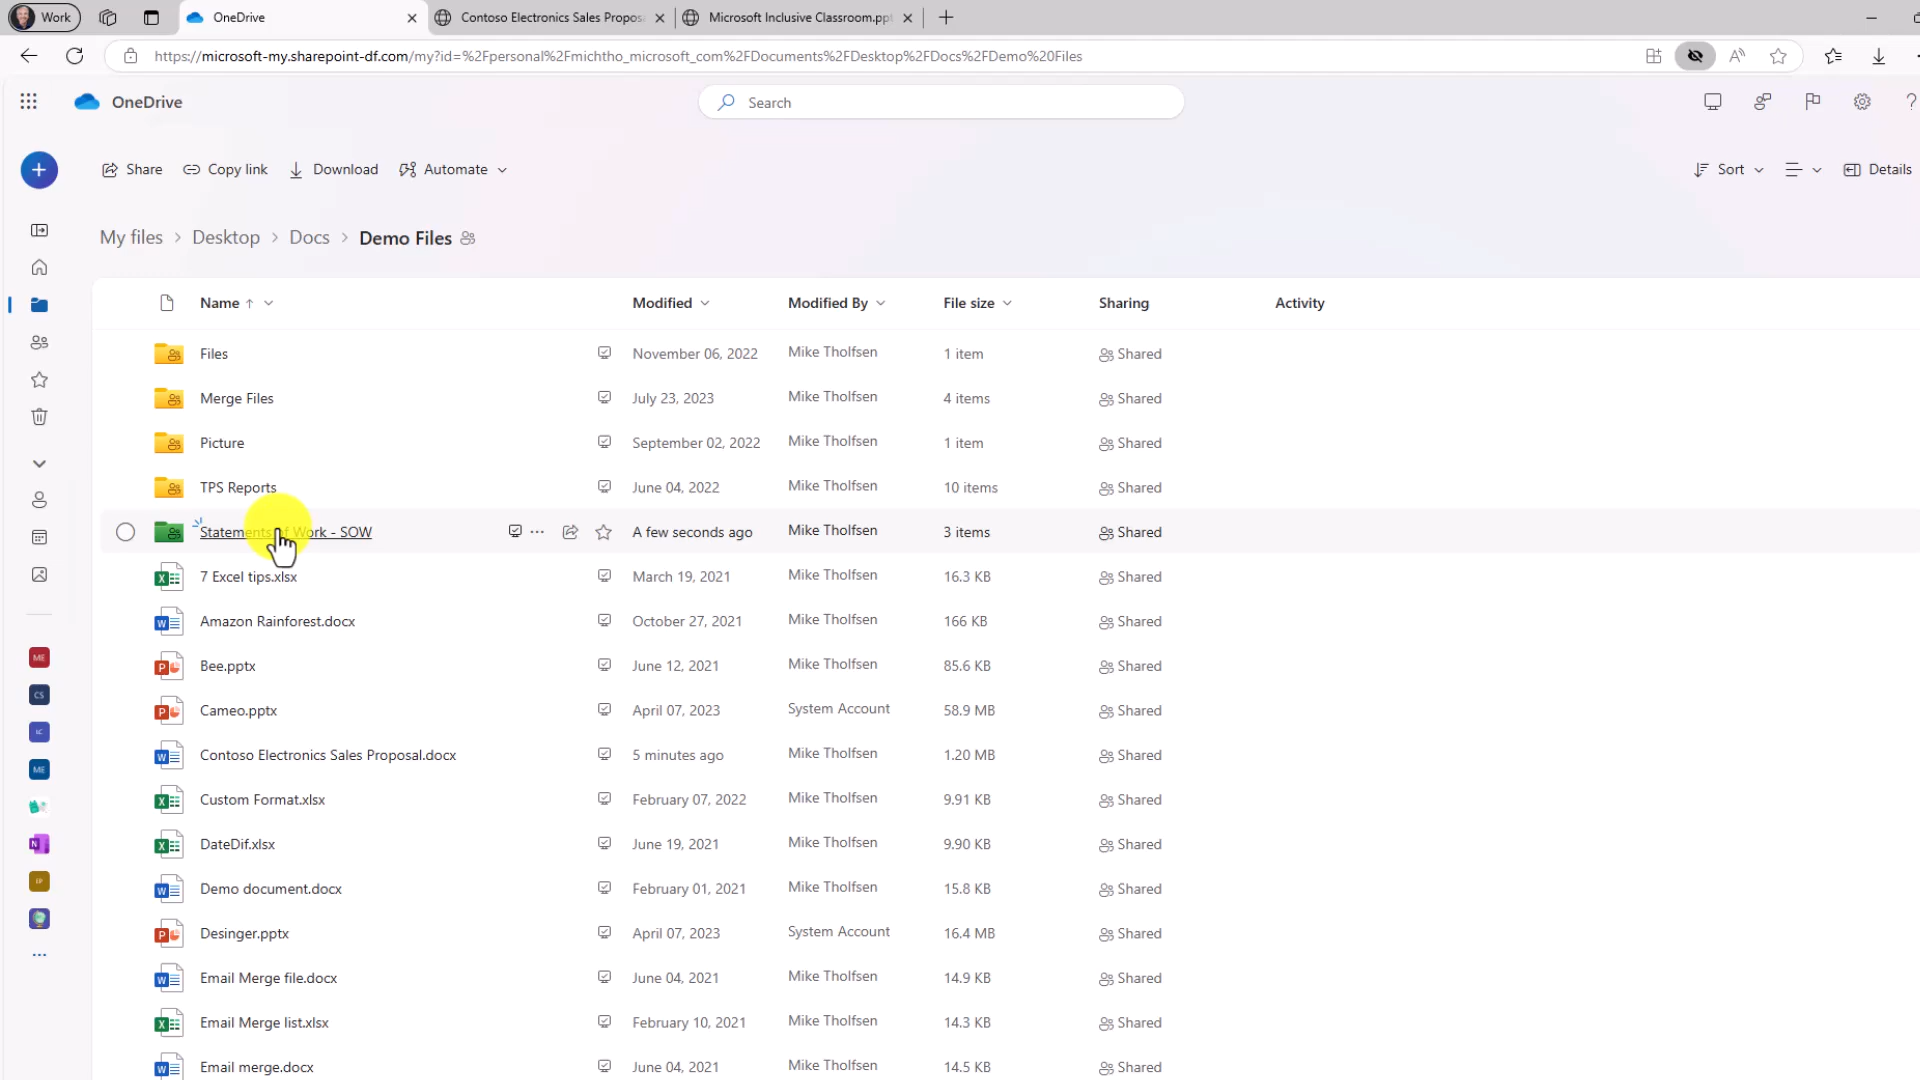 Work
OneDrive
Contoso Electronics Sales Propos
Microsoft Inclusive Classroom.ppt
https://microsoft-my.sharepoint-df.com/my?id=%2Fpersonal%2Fmichtho_microsoft_com%2FDocuments%2FDesktop%2FDocs%2FDemo%20Files
OneDrive
Search
Share Copy link Download Automate Sort Details
My files > Desktop > Docs > Demo Files
Name Modified Modified By File size Sharing Activity
Files November 06, 2022 Mike Tholfsen 1 item Shared
Merge Files July 23, 2023 Mike Tholfsen 4 items Shared
Picture September 02, 2022 Mike Tholfsen 1 item Shared
TPS Reports June 04, 2022 Mike Tholfsen 10 items Shared
Statements of Work - SOW A few seconds ago Mike Tholfsen 3 items Shared
7 Excel tips.xlsx March 19, 2021 Mike Tholfsen 16.3 KB Shared
Amazon Rainforest.docx October 27, 2021 Mike Tholfsen 166 KB Shared
Bee.pptx June 12, 2021 Mike Tholfsen 85.6 KB Shared
Cameo.pptx April 07, 2023 System Account 58.9 MB Shared
Contoso Electronics Sales Proposal.docx 5 minutes ago Mike Tholfsen 1.20 MB Shared
Custom Format.xlsx February 07, 2022 Mike Tholfsen 9.91 KB Shared
DateDif.xlsx June 19, 2021 Mike Tholfsen 9.90 KB Shared
Demo document.docx February 01, 2021 Mike Tholfsen 15.8 KB Shared
Desinger.pptx April 07, 2023 System Account 16.4 MB Shared
Email Merge file.docx June 04, 2021 Mike Tholfsen 14.9 KB Shared
Email Merge list.xlsx February 10, 2021 Mike Tholfsen 14.3 KB Shared
Email merge.docx June 04, 2021 Mike Tholfsen 14.5 KB Shared
ME
CS
IC
ME